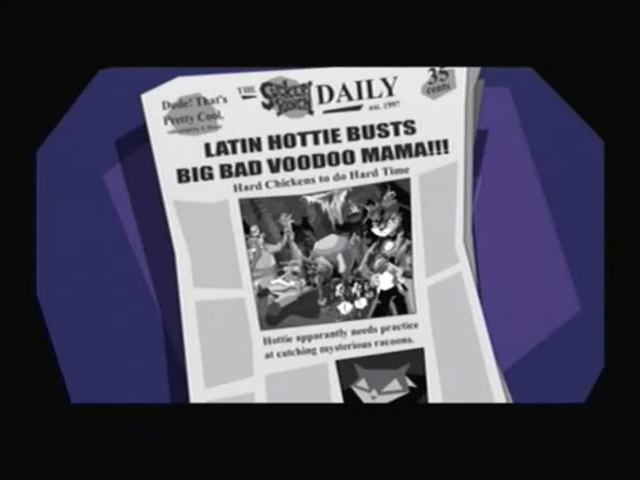 Dude! That's
Pretty Cool.
THE Sucker Punch DAILY
est. 1997
35
cents
LATIN HOTTIE BUSTS
BIG BAD VOODOO MAMA!!!
Hard Chickens to do Hard Time
Hottie apparantly needs practice
at catching mysterious racoons.